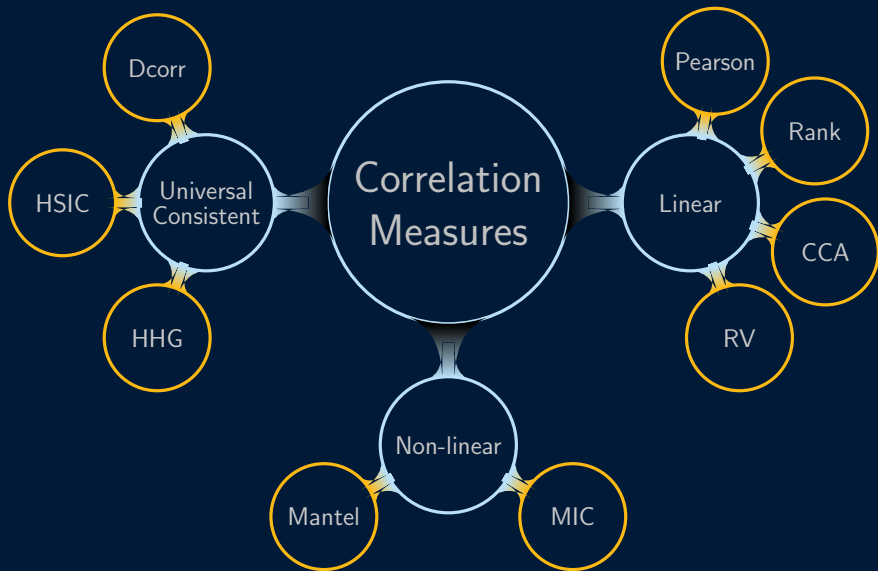 Correlation
Measures
Universal
Consistent
Dcorr
HSIC
HHG
Linear
Pearson
Rank
CCA
RV
Non-linear
Mantel
MIC